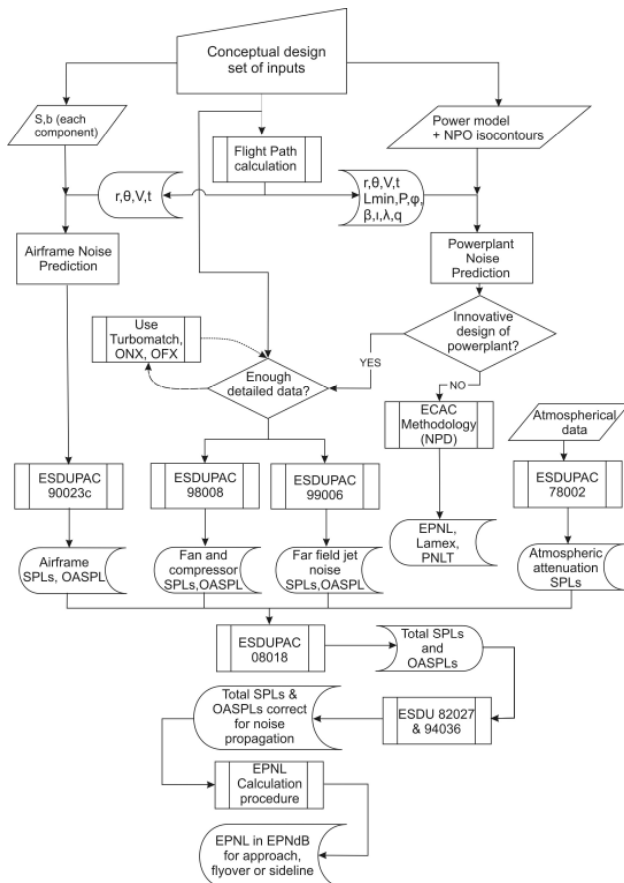 Conceptual design
set of inputs
S,b (each
component)
Power model
+ NPO isocontours
Flight Path
calculation
r,θ,V,t
r,θ,V,t
Lmin,P,φ,
β,ι,λ,q
Airframe Noise
Prediction
Powerplant
Noise
Prediction
Use
Turbomatch,
ONX, OFX
Innovative
design of
powerplant?
YES
NO
Enough
detailed data?
ECAC
Methodology
(NPD)
Atmospherical
data
ESDUPAC
90023c
ESDUPAC
98008
ESDUPAC
99006
ESDUPAC
78002
EPNL,
Lamex,
PNLT
Airframe
SPLs, OASPL
Fan and
compressor
SPLs,OASPL
Far field jet
noise
SPLs,OASPL
Atmospheric
attenuation
SPLs
ESDUPAC
08018
Total SPLs
and
OASPLs
Total SPLs &
OASPLs correct
for noise
propagation
ESDU 82027
& 94036
EPNL
Calculation
procedure
EPNL in EPNdB
for approach,
flyover or sideline